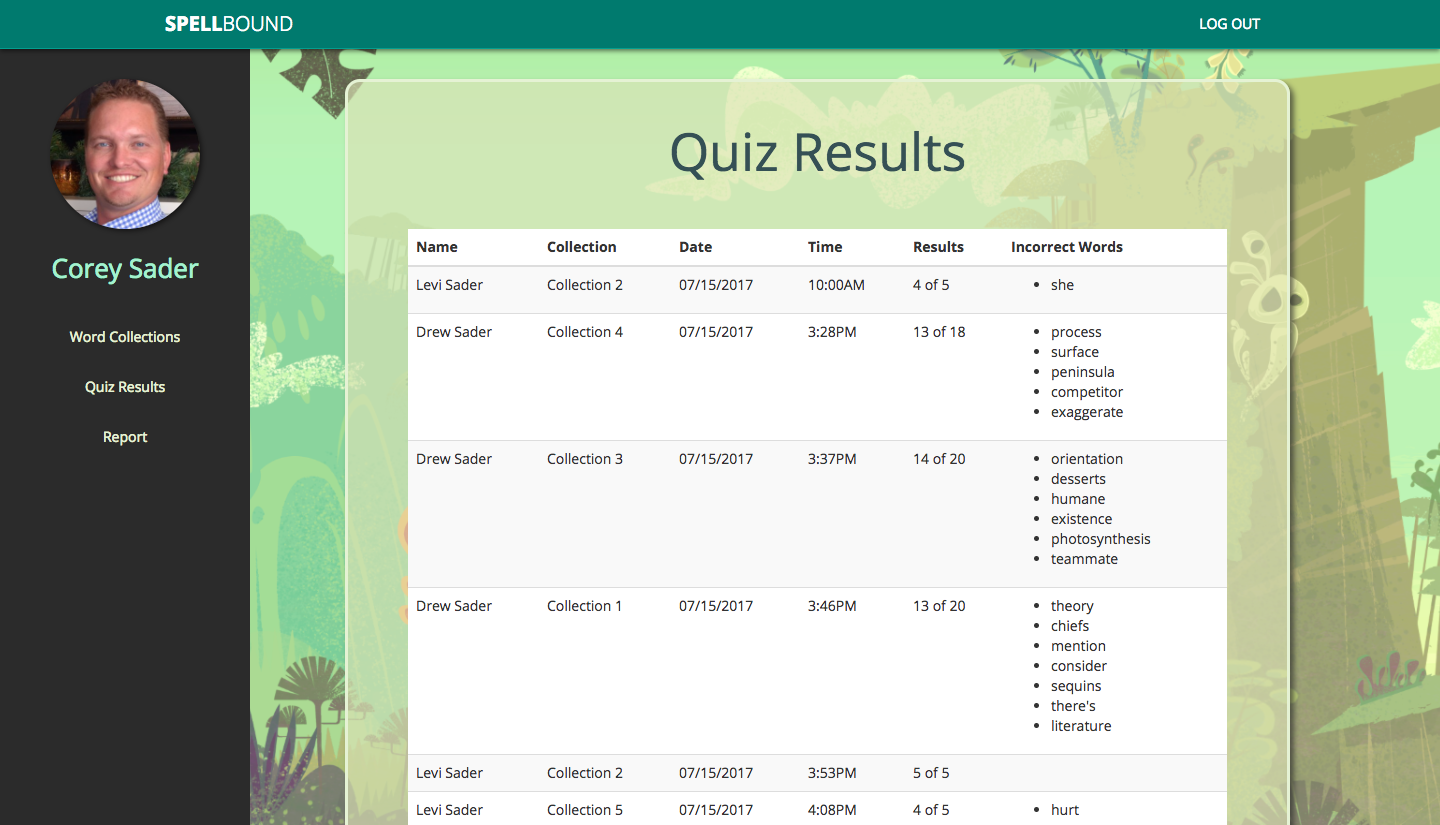 SPELLBOUND LOG OUT
Corey Sader
Word Collections
Quiz Results
Report
Quiz Results
Name Collection Date Time Results Incorrect Words
Levi Sader Collection 2 07/15/2017 10:00AM 4 of 5 • she
Drew Sader Collection 4 07/15/2017 3:28PM 13 of 18 • process
• surface
• peninsula
• competitor
• exaggerate
Drew Sader Collection 3 07/15/2017 3:37PM 14 of 20 • orientation
• desserts
• humane
• existence
• photosynthesis
• teammate
Drew Sader Collection 1 07/15/2017 3:46PM 13 of 20 • theory
• chiefs
• mention
• consider
• sequins
• there's
• literature
Levi Sader Collection 2 07/15/2017 3:53PM 5 of 5
Levi Sader Collection 5 07/15/2017 4:08PM 4 of 5 • hurt